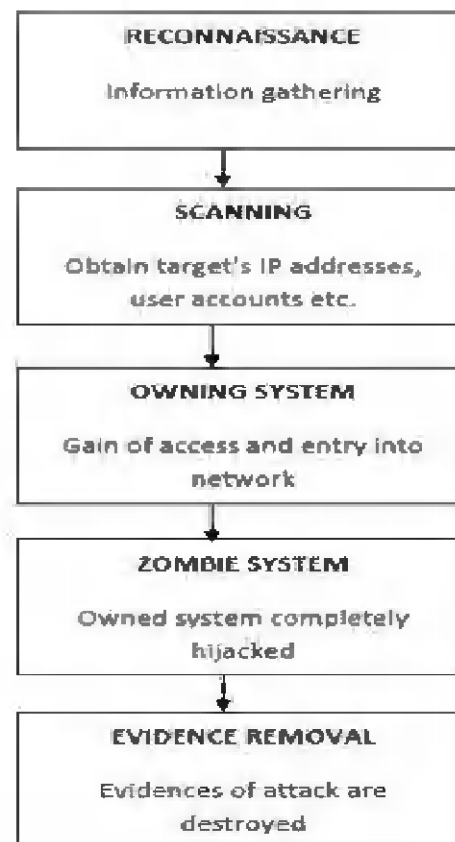 RECONNAISSANCE
Information gathering
SCANNING
Obtain target's IP addresses,
user accounts etc.
OWNING SYSTEM
Gain of access and entry into
network
ZOMBIE SYSTEM
Owned system completely
hijacked
EVIDENCE REMOVAL
Evidences of attack are
destroyed